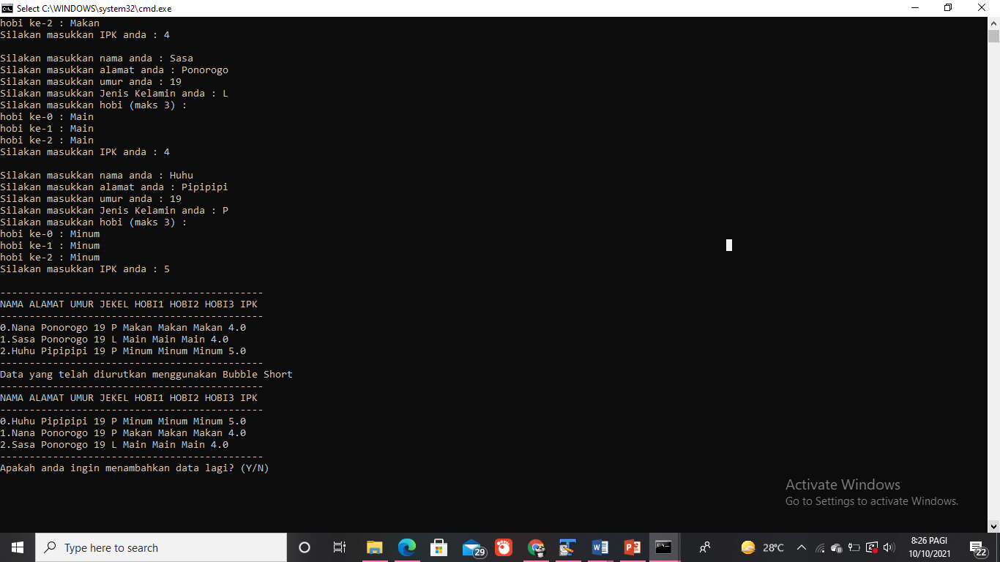 Select C:\WINDOWS\system32\cmd.exe
hobi ke-2 : Makan
Silakan masukkan IPK anda : 4
Silakan masukkan nama anda : Sasa
Silakan masukkan alamat anda : Ponorogo
Silakan masukkan umur anda : 19
Silakan masukkan Jenis Kelamin anda : L
Silakan masukkan hobi (maks 3) :
hobi ke-0 : Main
hobi ke-1 : Main
hobi ke-2 : Main
Silakan masukkan IPK anda : 4
Silakan masukkan nama anda : Huhu
Silakan masukkan alamat anda : Pipipipi
Silakan masukkan umur anda : 19
Silakan masukkan Jenis Kelamin anda : P
Silakan masukkan hobi (maks 3) :
hobi ke-0 : Minum
hobi ke-1 : Minum
hobi ke-2 : Minum
Silakan masukkan IPK anda : 5
---------------------------------------------
NAMA ALAMAT UMUR JEKEL HOBI1 HOBI2 HOBI3 IPK
---------------------------------------------
0.Nana Ponorogo 19 P Makan Makan Makan 4.0
1.Sasa Ponorogo 19 L Main Main Main 4.0
2.Huhu Pipipipi 19 P Minum Minum Minum 5.0
---------------------------------------------
Data yang telah diurutkan menggunakan Bubble Short
---------------------------------------------
NAMA ALAMAT UMUR JEKEL HOBI1 HOBI2 HOBI3 IPK
---------------------------------------------
0.Huhu Pipipipi 19 P Minum Minum Minum 5.0
1.Nana Ponorogo 19 P Makan Makan Makan 4.0
2.Sasa Ponorogo 19 L Main Main Main 4.0
---------------------------------------------
Apakah anda ingin menambahkan data lagi? (Y/N)
Activate Windows
Go to Settings to activate Windows.
Type here to search
29
28°C
8:26 PAGI
10/10/2021
22